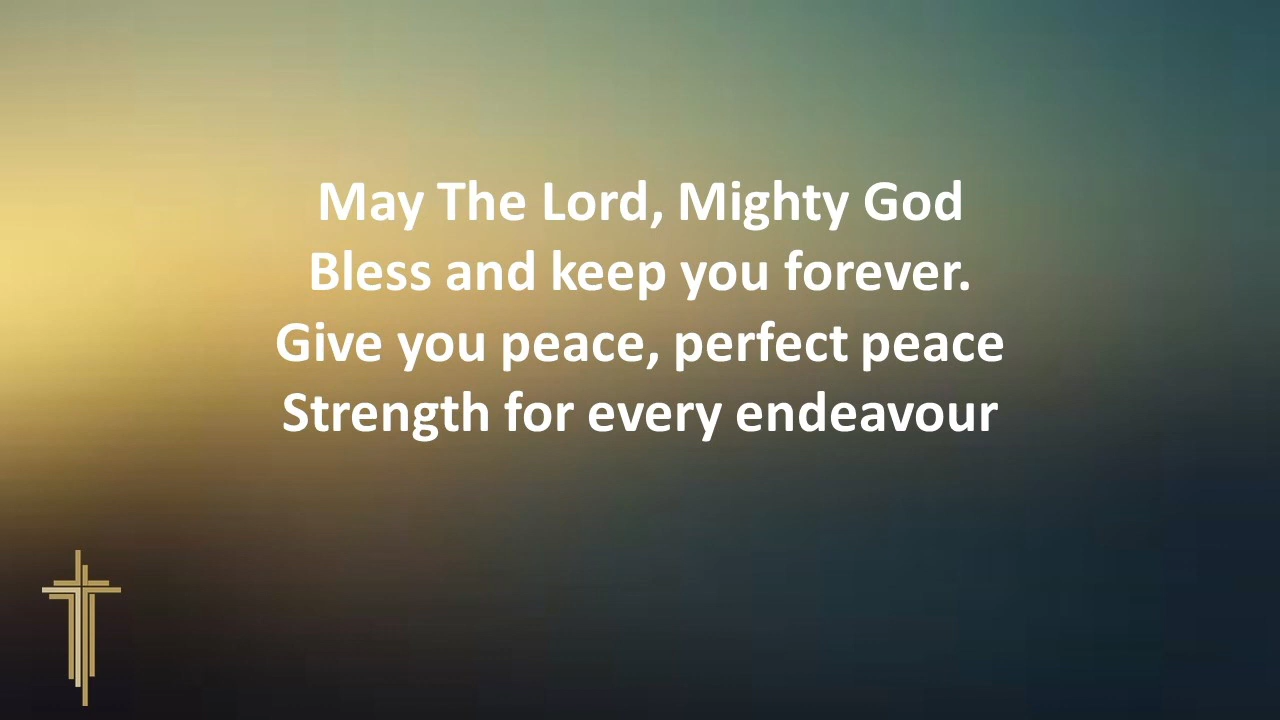 May The Lord, Mighty God
Bless and keep you forever.
Give you peace, perfect peace
Strength for every endeavour